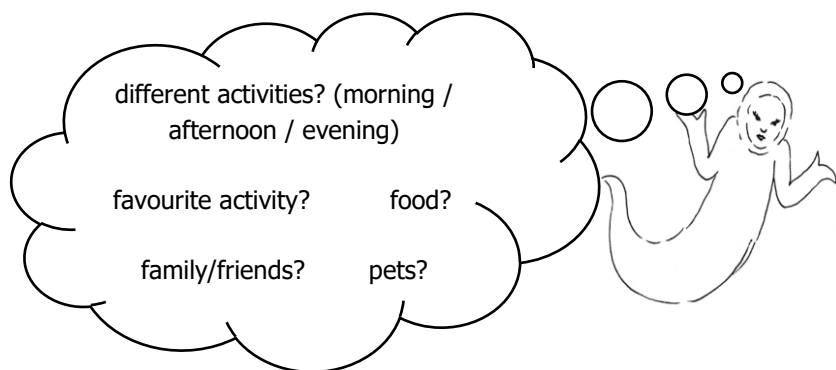 different activities? (morning /
afternoon / evening)
favourite activity? food?
family/friends? pets?